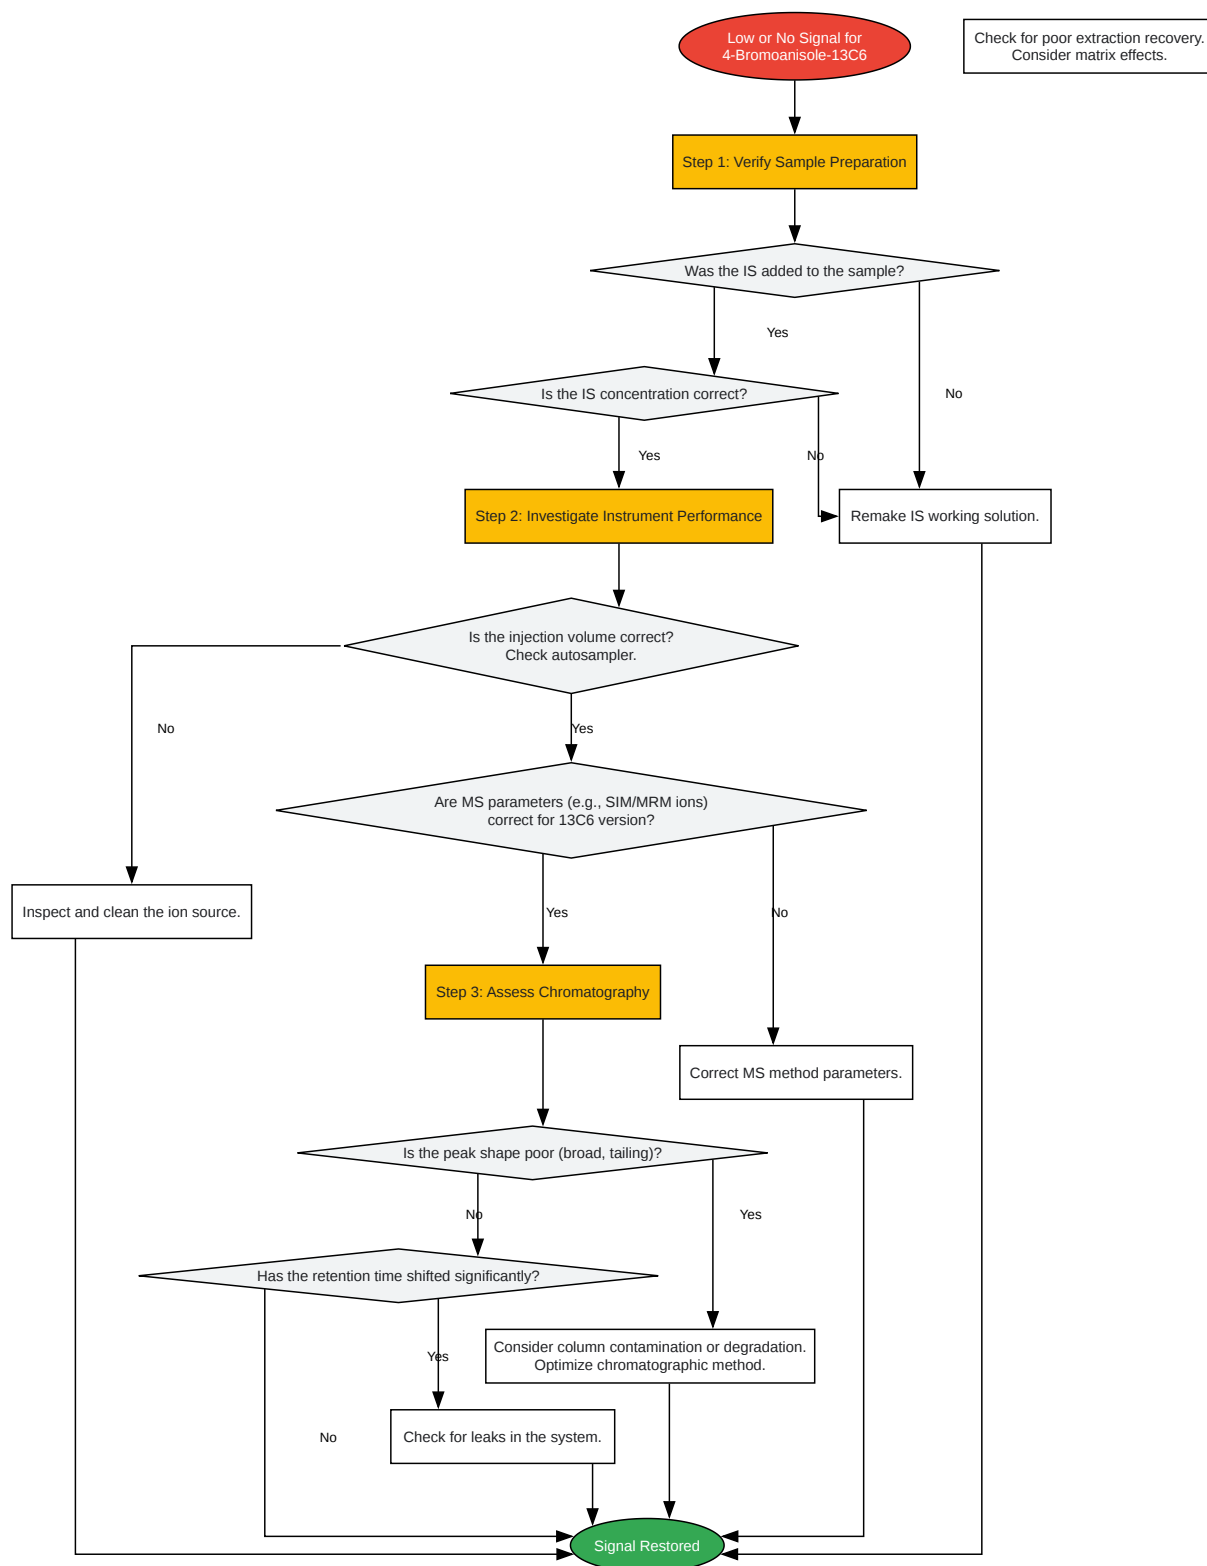 Low or No Signal for
4-Bromoanisole-13C6
Check for poor extraction recovery.
Consider matrix effects.
Step 1: Verify Sample Preparation
Was the IS added to the sample?
Yes
Is the IS concentration correct?
No
Yes
No
Step 2: Investigate Instrument Performance
Remake IS working solution.
Is the injection volume correct?
Check autosampler.
No
Yes
Are MS parameters (e.g., SIM/MRM ions)
correct for 13C6 version?
Inspect and clean the ion source.
Yes
No
Step 3: Assess Chromatography
Correct MS method parameters.
Is the peak shape poor (broad, tailing)?
No
Yes
Has the retention time shifted significantly?
Consider column contamination or degradation.
Optimize chromatographic method.
Yes
No
Check for leaks in the system.
Signal Restored